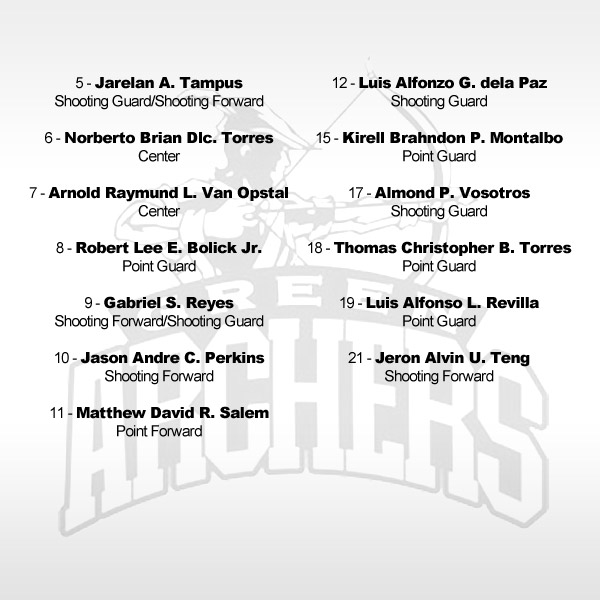 5 - Jarelan A. Tampus
Shooting Guard/Shooting Forward
6 - Norberto Brian Dlc. Torres
Center
7 - Arnold Raymund L. Van Opstal
Center
8 - Robert Lee E. Bolick Jr.
Point Guard
9 - Gabriel S. Reyes
Shooting Forward/Shooting Guard
10 - Jason Andre C. Perkins
Shooting Forward
11 - Matthew David R. Salem
Point Forward
12 - Luis Alfonzo G. dela Paz
Shooting Guard
15 - Kirell Brahndon P. Montalbo
Point Guard
17 - Almond P. Vosotros
Shooting Guard
18 - Thomas Christopher B. Torres
Point Guard
19 - Luis Alfonso L. Revilla
Point Guard
21 - Jeron Alvin U. Teng
Shooting Forward
GREEN
ARCHERS